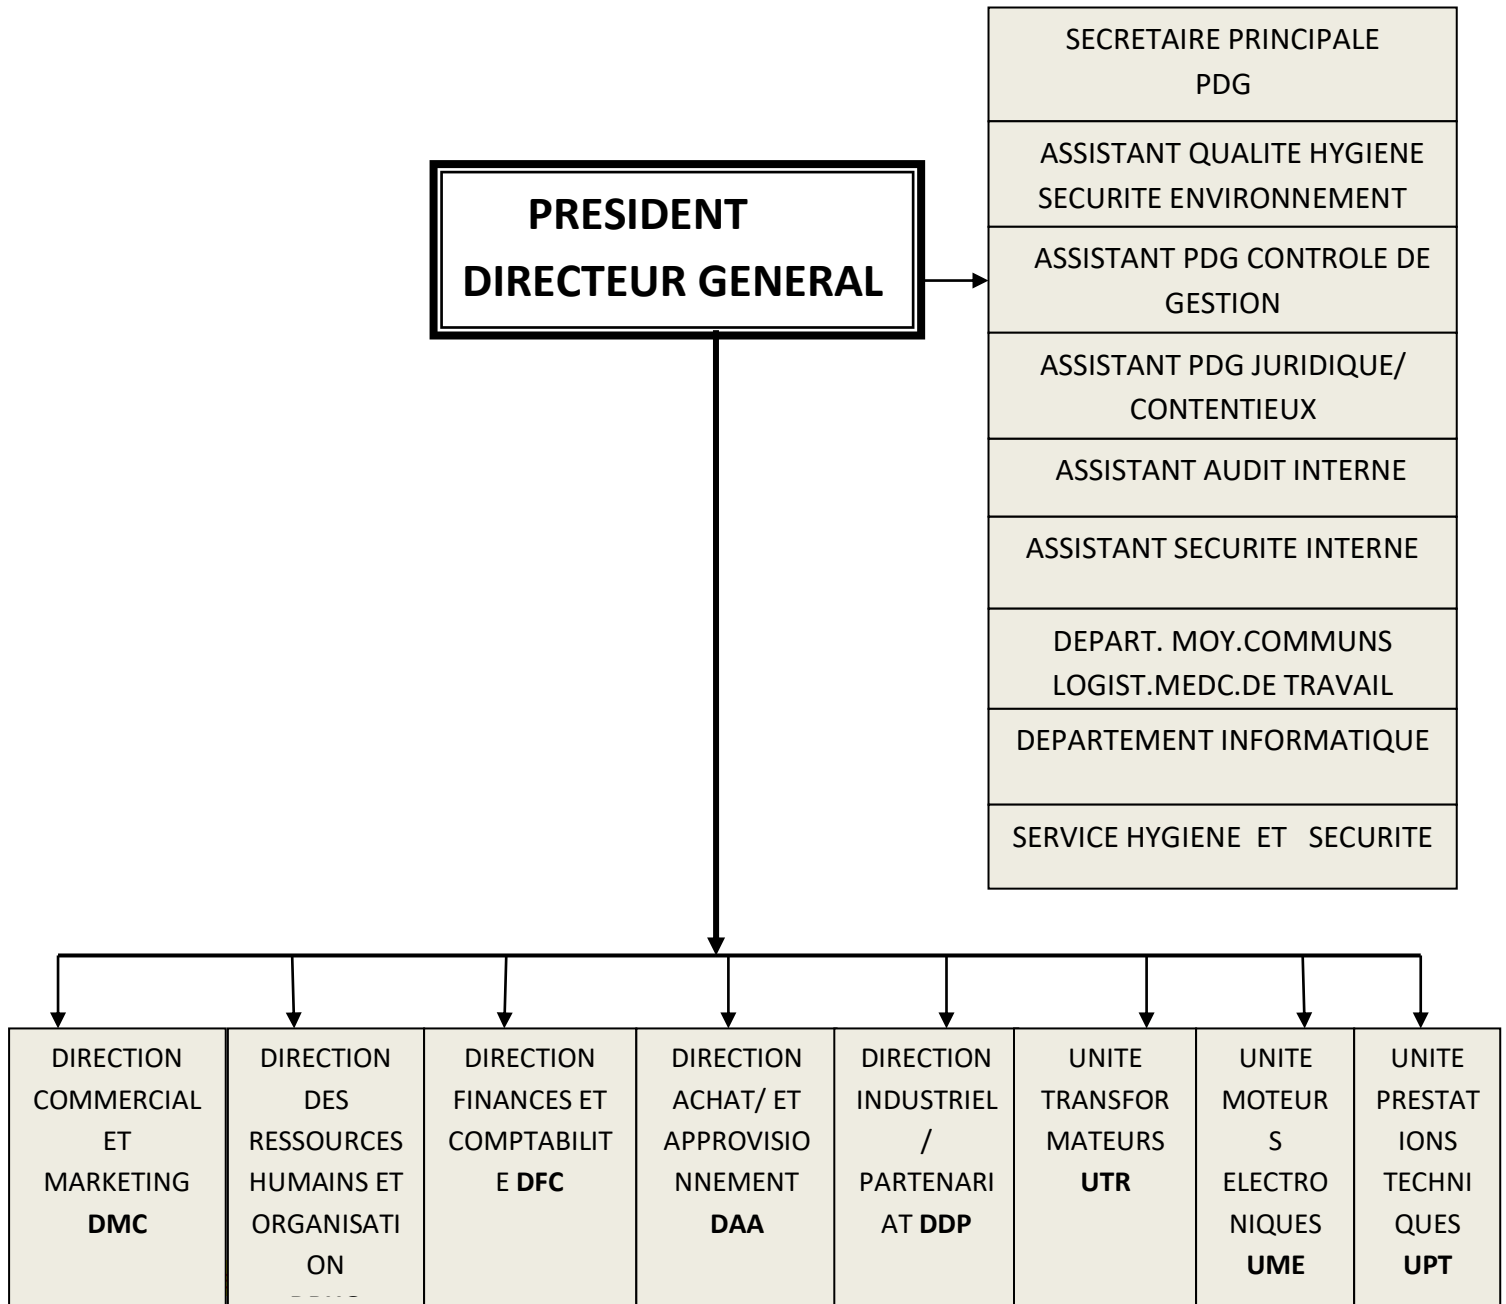 SECRETAIRE PRINCIPALE
PDG
ASSISTANT QUALITE HYGIENE
SECURITE ENVIRONNEMENT
PRESIDENT
DIRECTEUR GENERAL
ASSISTANT PDG CONTROLE DE
GESTION
ASSISTANT PDG JURIDIQUE/
CONTENTIEUX
ASSISTANT AUDIT INTERNE
ASSISTANT SECURITE INTERNE
DEPART. MOY.COMMUNS
LOGIST.MEDC.DE TRAVAIL
DEPARTEMENT INFORMATIQUE
SERVICE HYGIENE ET SECURITE
DIRECTION
COMMERCIAL
ET
MARKETING
DMC
DIRECTION
DES
RESSOURCES
HUMAINS ET
ORGANISATI
ON
DIRECTION
FINANCES ET
COMPTABILIT
E DFC
DIRECTION
ACHAT/ ET
APPROVISIO
NNEMENT
DAA
DIRECTION
INDUSTRIEL
/
PARTENARI
AT DDP
UNITE
TRANSFOR
MATEURS
UTR
UNITE
MOTEUR
S
ELECTRO
NIQUES
UME
UNITE
PRESTAT
IONS
TECHNI
QUES
UPT